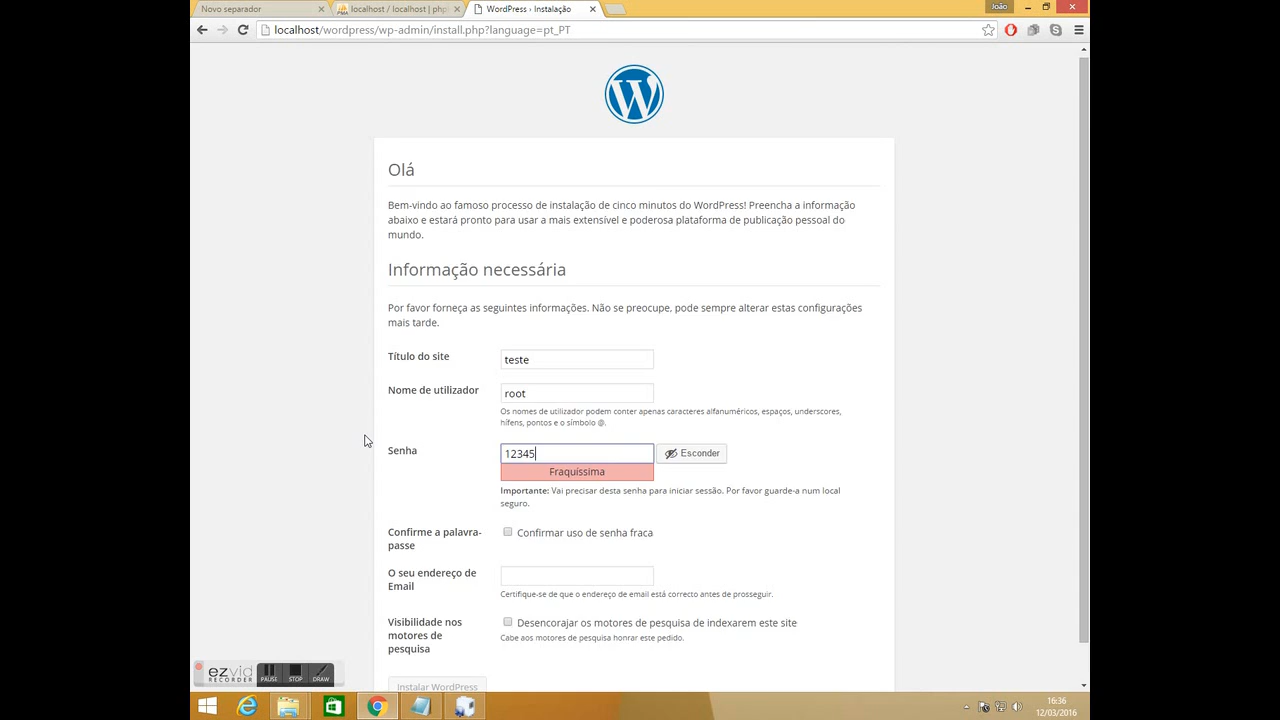 Novo separador
localhost / localhost | php
WordPress › Instalação
João
localhost/wordpress/wp-admin/install.php?language=pt_PT
Olá
Bem-vindo ao famoso processo de instalação de cinco minutos do WordPress! Preencha a informação
abaixo e estará pronto para usar a mais extensível e poderosa plataforma de publicação pessoal do
mundo.
Informação necessária
Por favor forneça as seguintes informações. Não se preocupe, pode sempre alterar estas configurações
mais tarde.
Título do site
teste
Nome de utilizador
root
Os nomes de utilizador podem conter apenas caracteres alfanuméricos, espaços, underscores,
hífens, pontos e o símbolo @.
Senha
12345
Esconder
Fraquíssima
Importante: Vai precisar desta senha para iniciar sessão. Por favor guarde-a num local
seguro.
Confirme a palavra-
passe
Confirmar uso de senha fraca
O seu endereço de
Email
Certifique-se de que o endereço de email está correcto antes de prosseguir.
Visibilidade nos
motores de
pesquisa
Desencorajar os motores de pesquisa de indexarem este site
Cabe aos motores de pesquisa honrar este pedido.
Instalar WordPress
ezvid
RECORDER
PAUSE
STOP
DRAW
16:36
12/03/2016